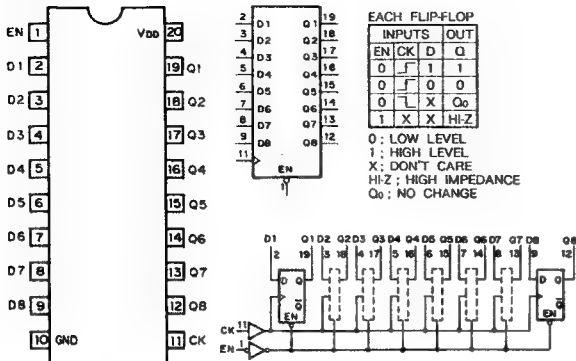 EN 1 VDD 20
D1 2 19 Q1
D2 3 18 Q2
D3 4 17 Q3
D4 5 16 Q4
D5 6 15 Q5
D6 7 14 Q6
D7 8 13 Q7
D8 9 12 Q8
10 GND 11 CK
2 D1 Q1 19
3 D2 Q2 18
4 D3 Q3 17
5 D4 Q4 16
6 D5 Q5 15
7 D6 Q6 14
8 D7 Q7 13
9 D8 Q8 12
11
EN
1
EACH FLIP-FLOP
INPUTS OUT
EN CK D Q
0 1 1
0 0 0
0 X Q0
1 X X HI-Z
0 ; LOW LEVEL
1 ; HIGH LEVEL
X ; DON'T CARE
HI-Z ; HIGH IMPEDANCE
Q0 ; NO CHANGE
D1 Q1 D2 Q2 D3 Q3 D4 Q4 D5 Q5 D6 Q6 D7 Q7 D8 Q8
2 19 3 18 4 17 5 16 6 15 7 14 8 13 9 12
D Q D Q
Q Q
EN EN
CK 11
EN 1